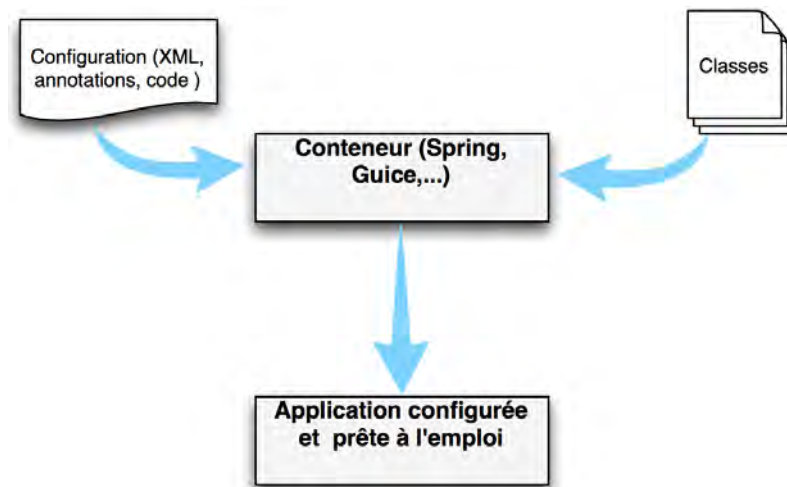 Configuration (XML,
annotations, code )
Classes
Conteneur (Spring,
Guice,...)
Application configurée
et prête à l'emploi